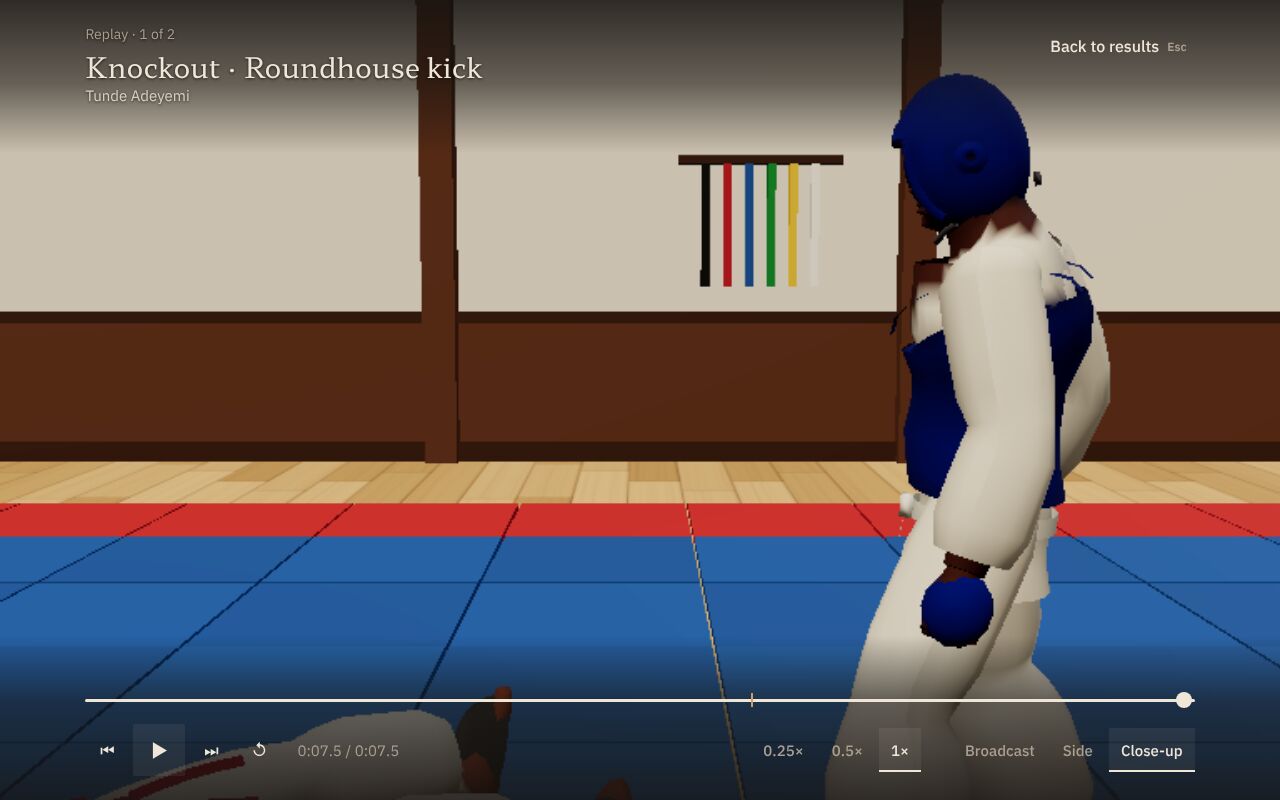 Replay · 1 of 2
Knockout · Roundhouse kick
Tunde Adeyemi
Back to results Esc
0:07.5 / 0:07.5
0.25× 0.5× 1×
Broadcast Side Close-up